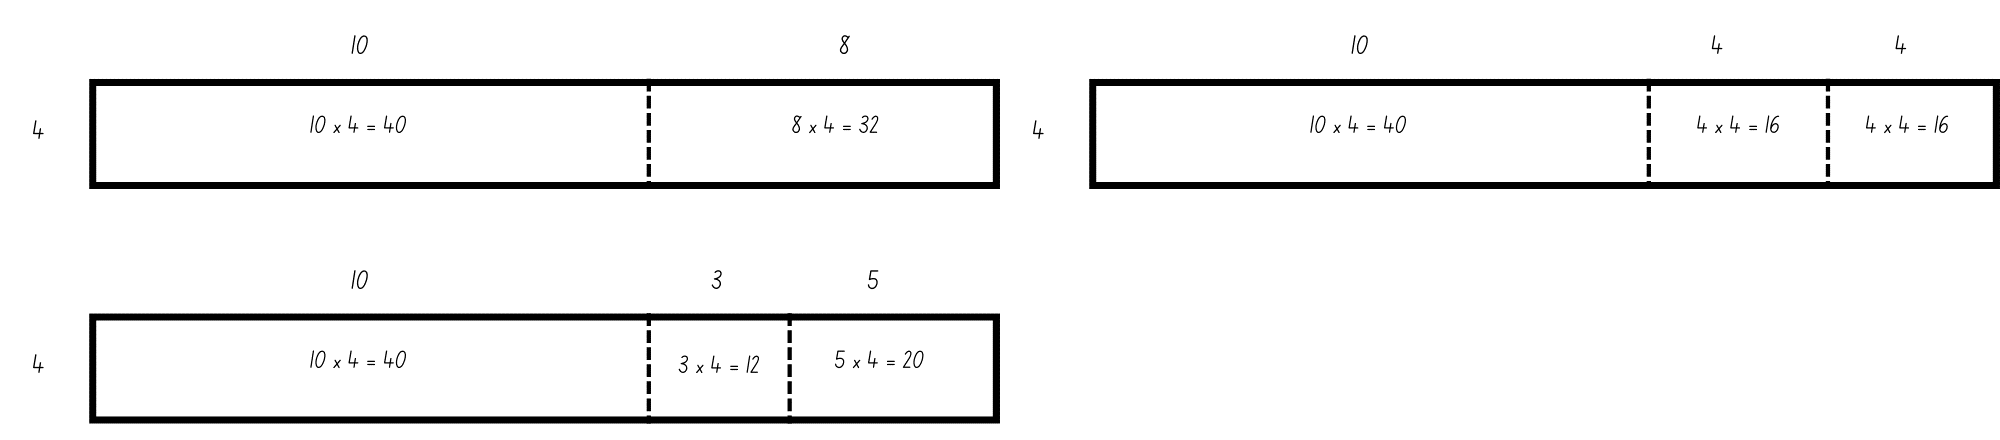 10 8
4 10 x 4 = 40 8 x 4 = 32
10 4 4
4 10 x 4 = 40 4 x 4 = 16 4 x 4 = 16
10 3 5
4 10 x 4 = 40 3 x 4 = 12 5 x 4 = 20